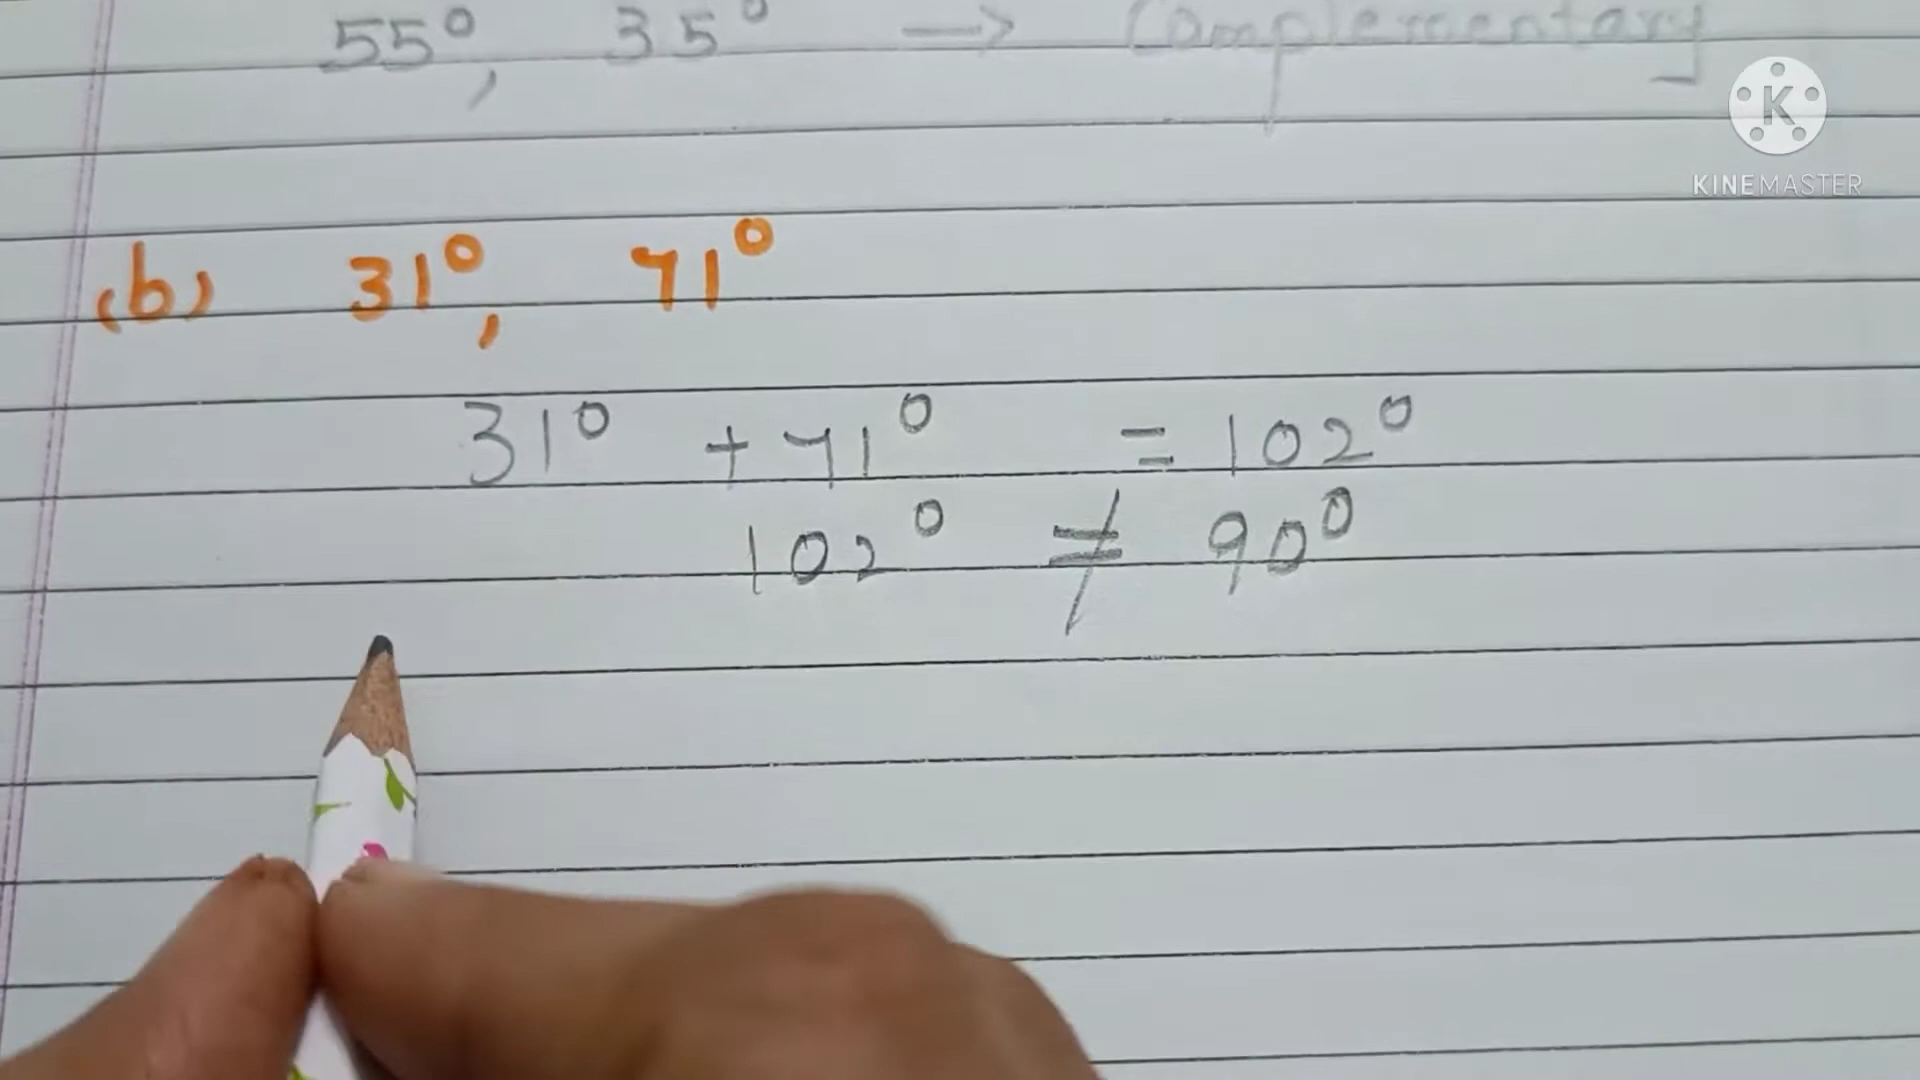 55°, 35° → Complementary
KINEMASTER
(b) 31°, 71°
31° + 71° = 102°
102° ≠ 90°